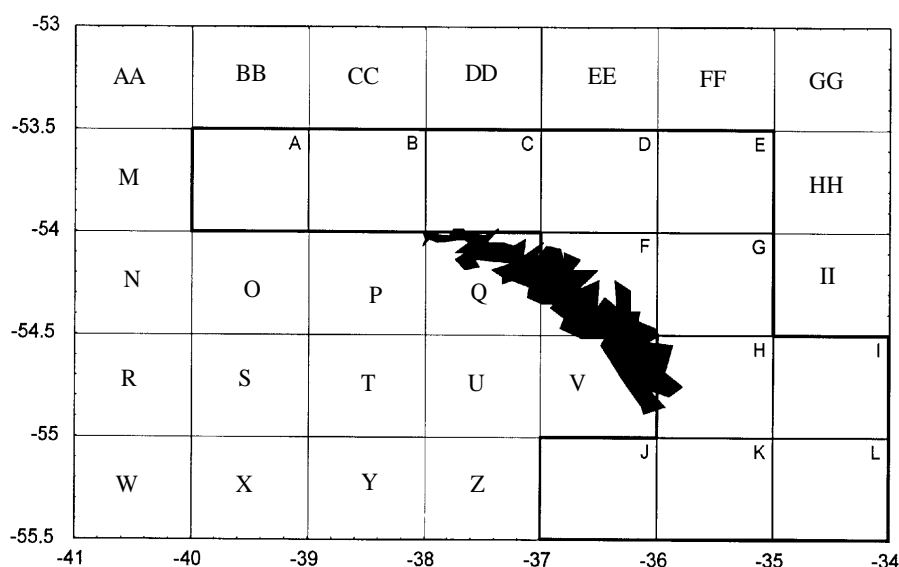 -53
AA BB CC DD EE FF GG
-53.5
A B C D E
M HH
-54
F G
N O P Q II
-54.5
H I
R S T U V
-55
J K L
W X Y Z
-55.5
-41 -40 -39 -38 -37 -36 -35 -34